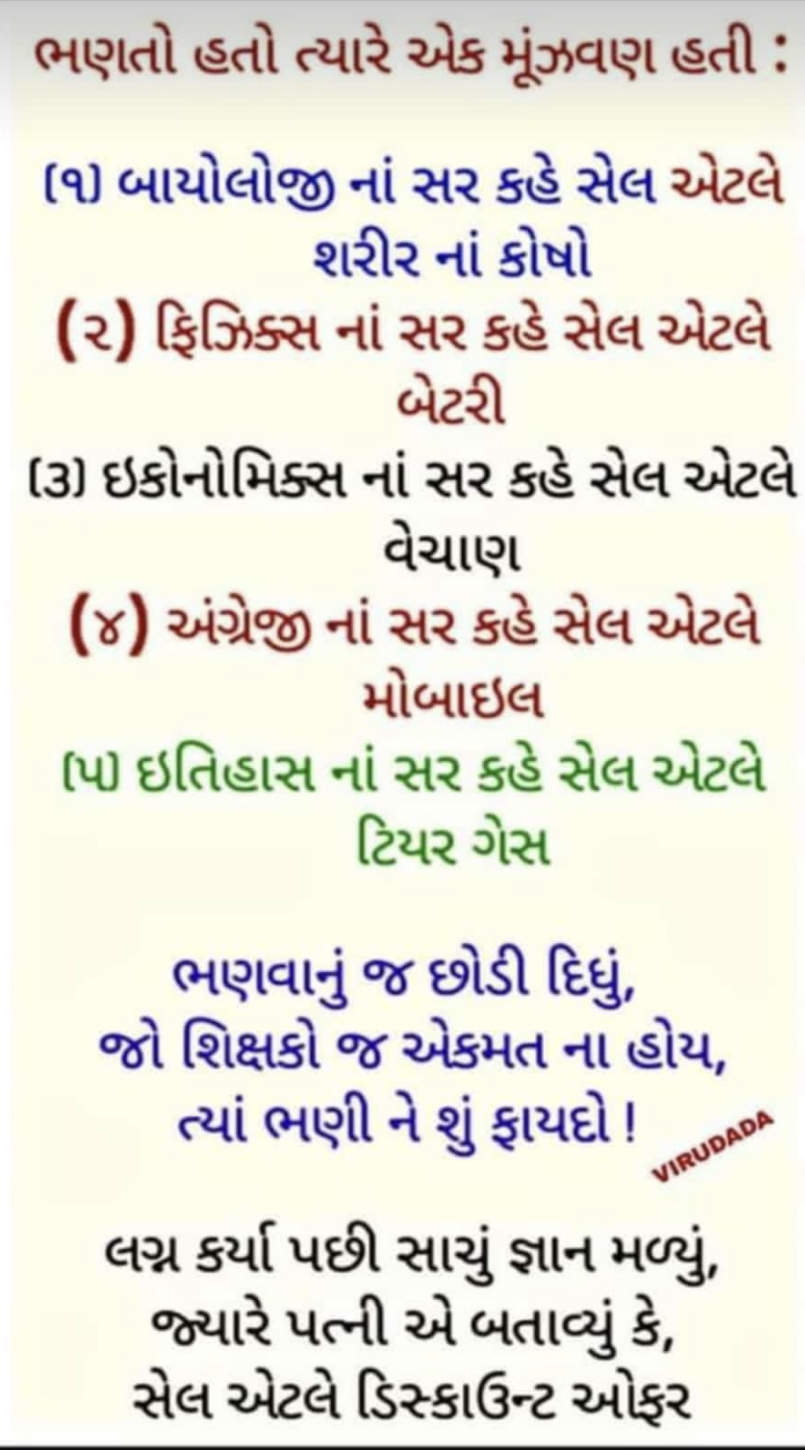 ભણતો હતો ત્યારે એક મૂંઝવણ હતી :
(૧) બાયોલોજી નાં સર કહે સેલ એટલે
શરીર નાં કોષો
(૨) ફિઝિક્સ નાં સર કહે સેલ એટલે
બેટરી
(૩) ઇકોનોમિક્સ નાં સર કહે સેલ એટલે
વેચાણ
(૪) અંગ્રેજી નાં સર કહે સેલ એટલે
મોબાઇલ
(૫) ઇતિહાસ નાં સર કહે સેલ એટલે
ટિયર ગેસ
ભણવાનું જ છોડી દિધું,
જો શિક્ષકો જ એકમત ના હોય,
ત્યાં ભણી ને શું ફાયદો !
VIRUDADA
લગ્ન કર્યા પછી સાચું જ્ઞાન મળ્યું,
જ્યારે પત્ની એ બતાવ્યું કે,
સેલ એટલે ડિસ્કાઉન્ટ ઓફર